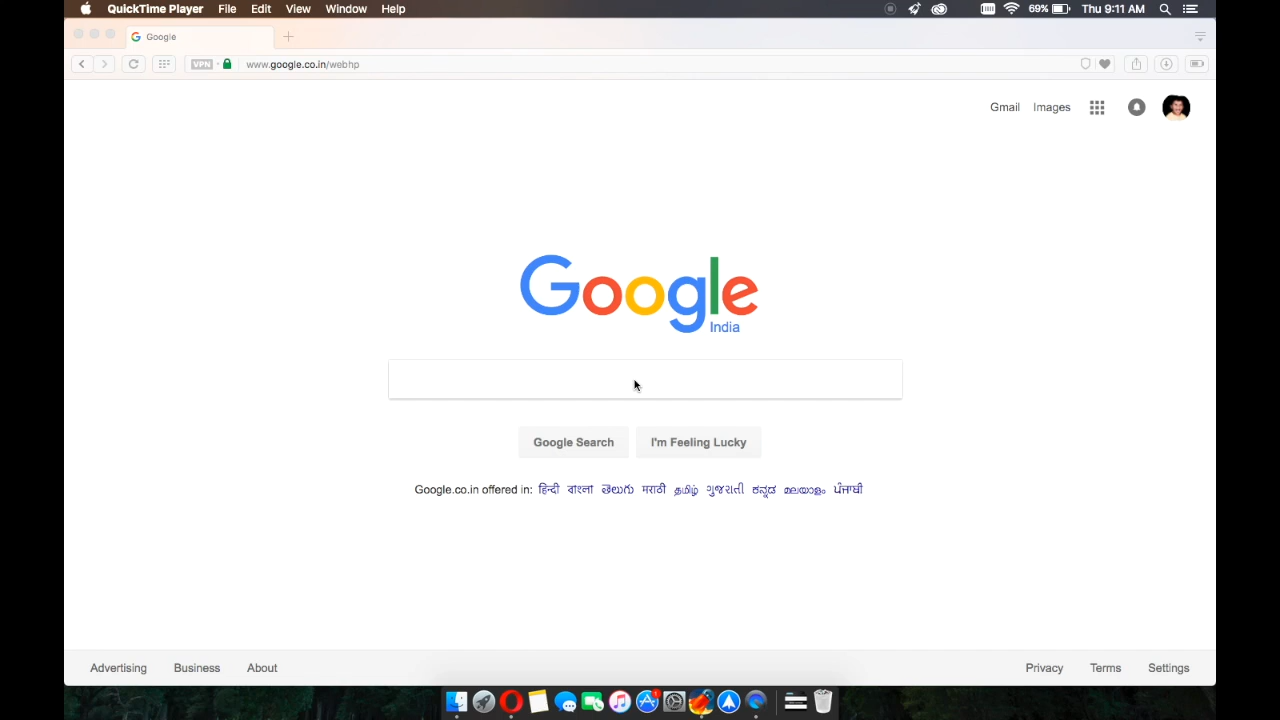 QuickTime Player File Edit View Window Help 69% Thu 9:11 AM
Google
VPN www.google.co.in/webhp
Gmail Images
Google
India
Google Search I'm Feeling Lucky
Google.co.in offered in: हिन्दी বাংলা తెలుగు मराठी தமிழ் ગુજરાતી ಕನ್ನಡ മലയാളം ਪੰਜਾਬੀ
Advertising Business About Privacy Terms Settings